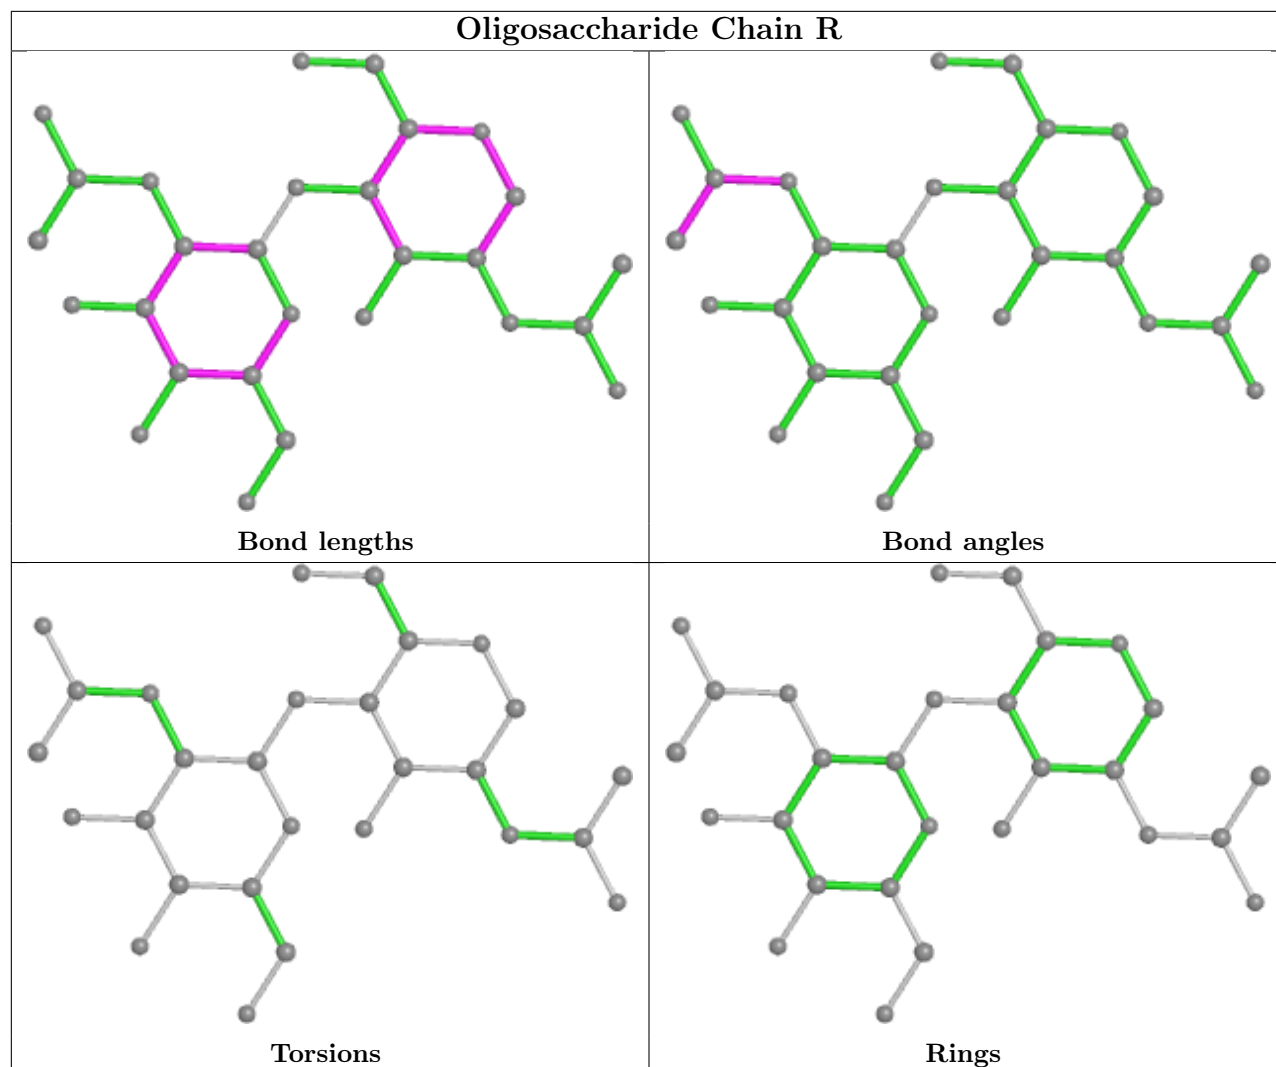 Oligosaccharide Chain R
Bond lengths
Bond angles
Torsions
Rings